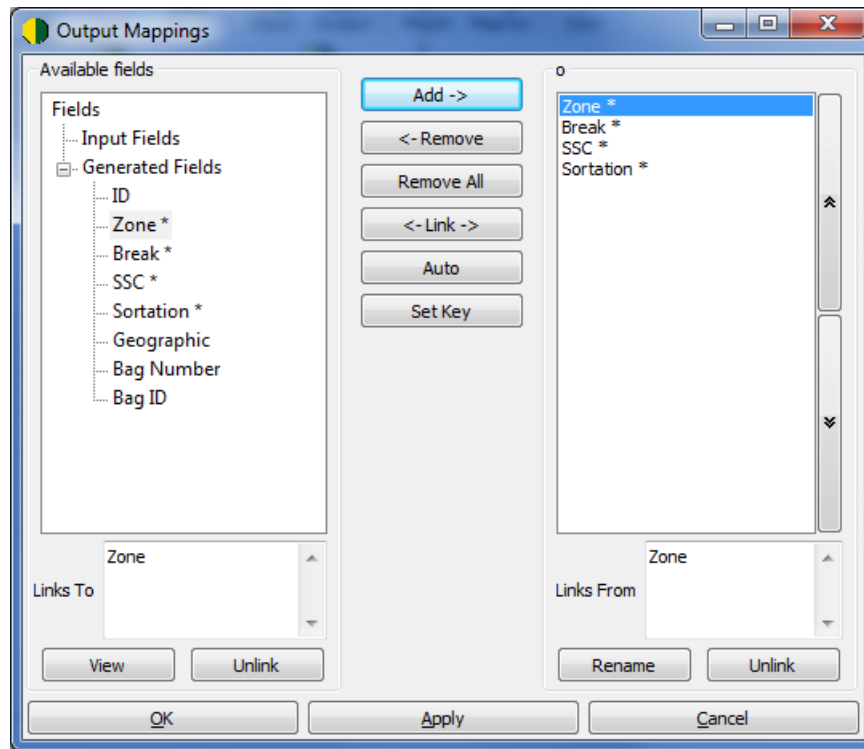 Output Mappings
Available fields
Fields
Input Fields
Generated Fields
ID
Zone *
Break *
SSC *
Sortation *
Geographic
Bag Number
Bag ID
Links To
Zone
View
Unlink
Add ->
<- Remove
Remove All
<- Link ->
Auto
Set Key
o
Zone *
Break *
SSC *
Sortation *
Links From
Zone
Rename
Unlink
OK
Apply
Cancel